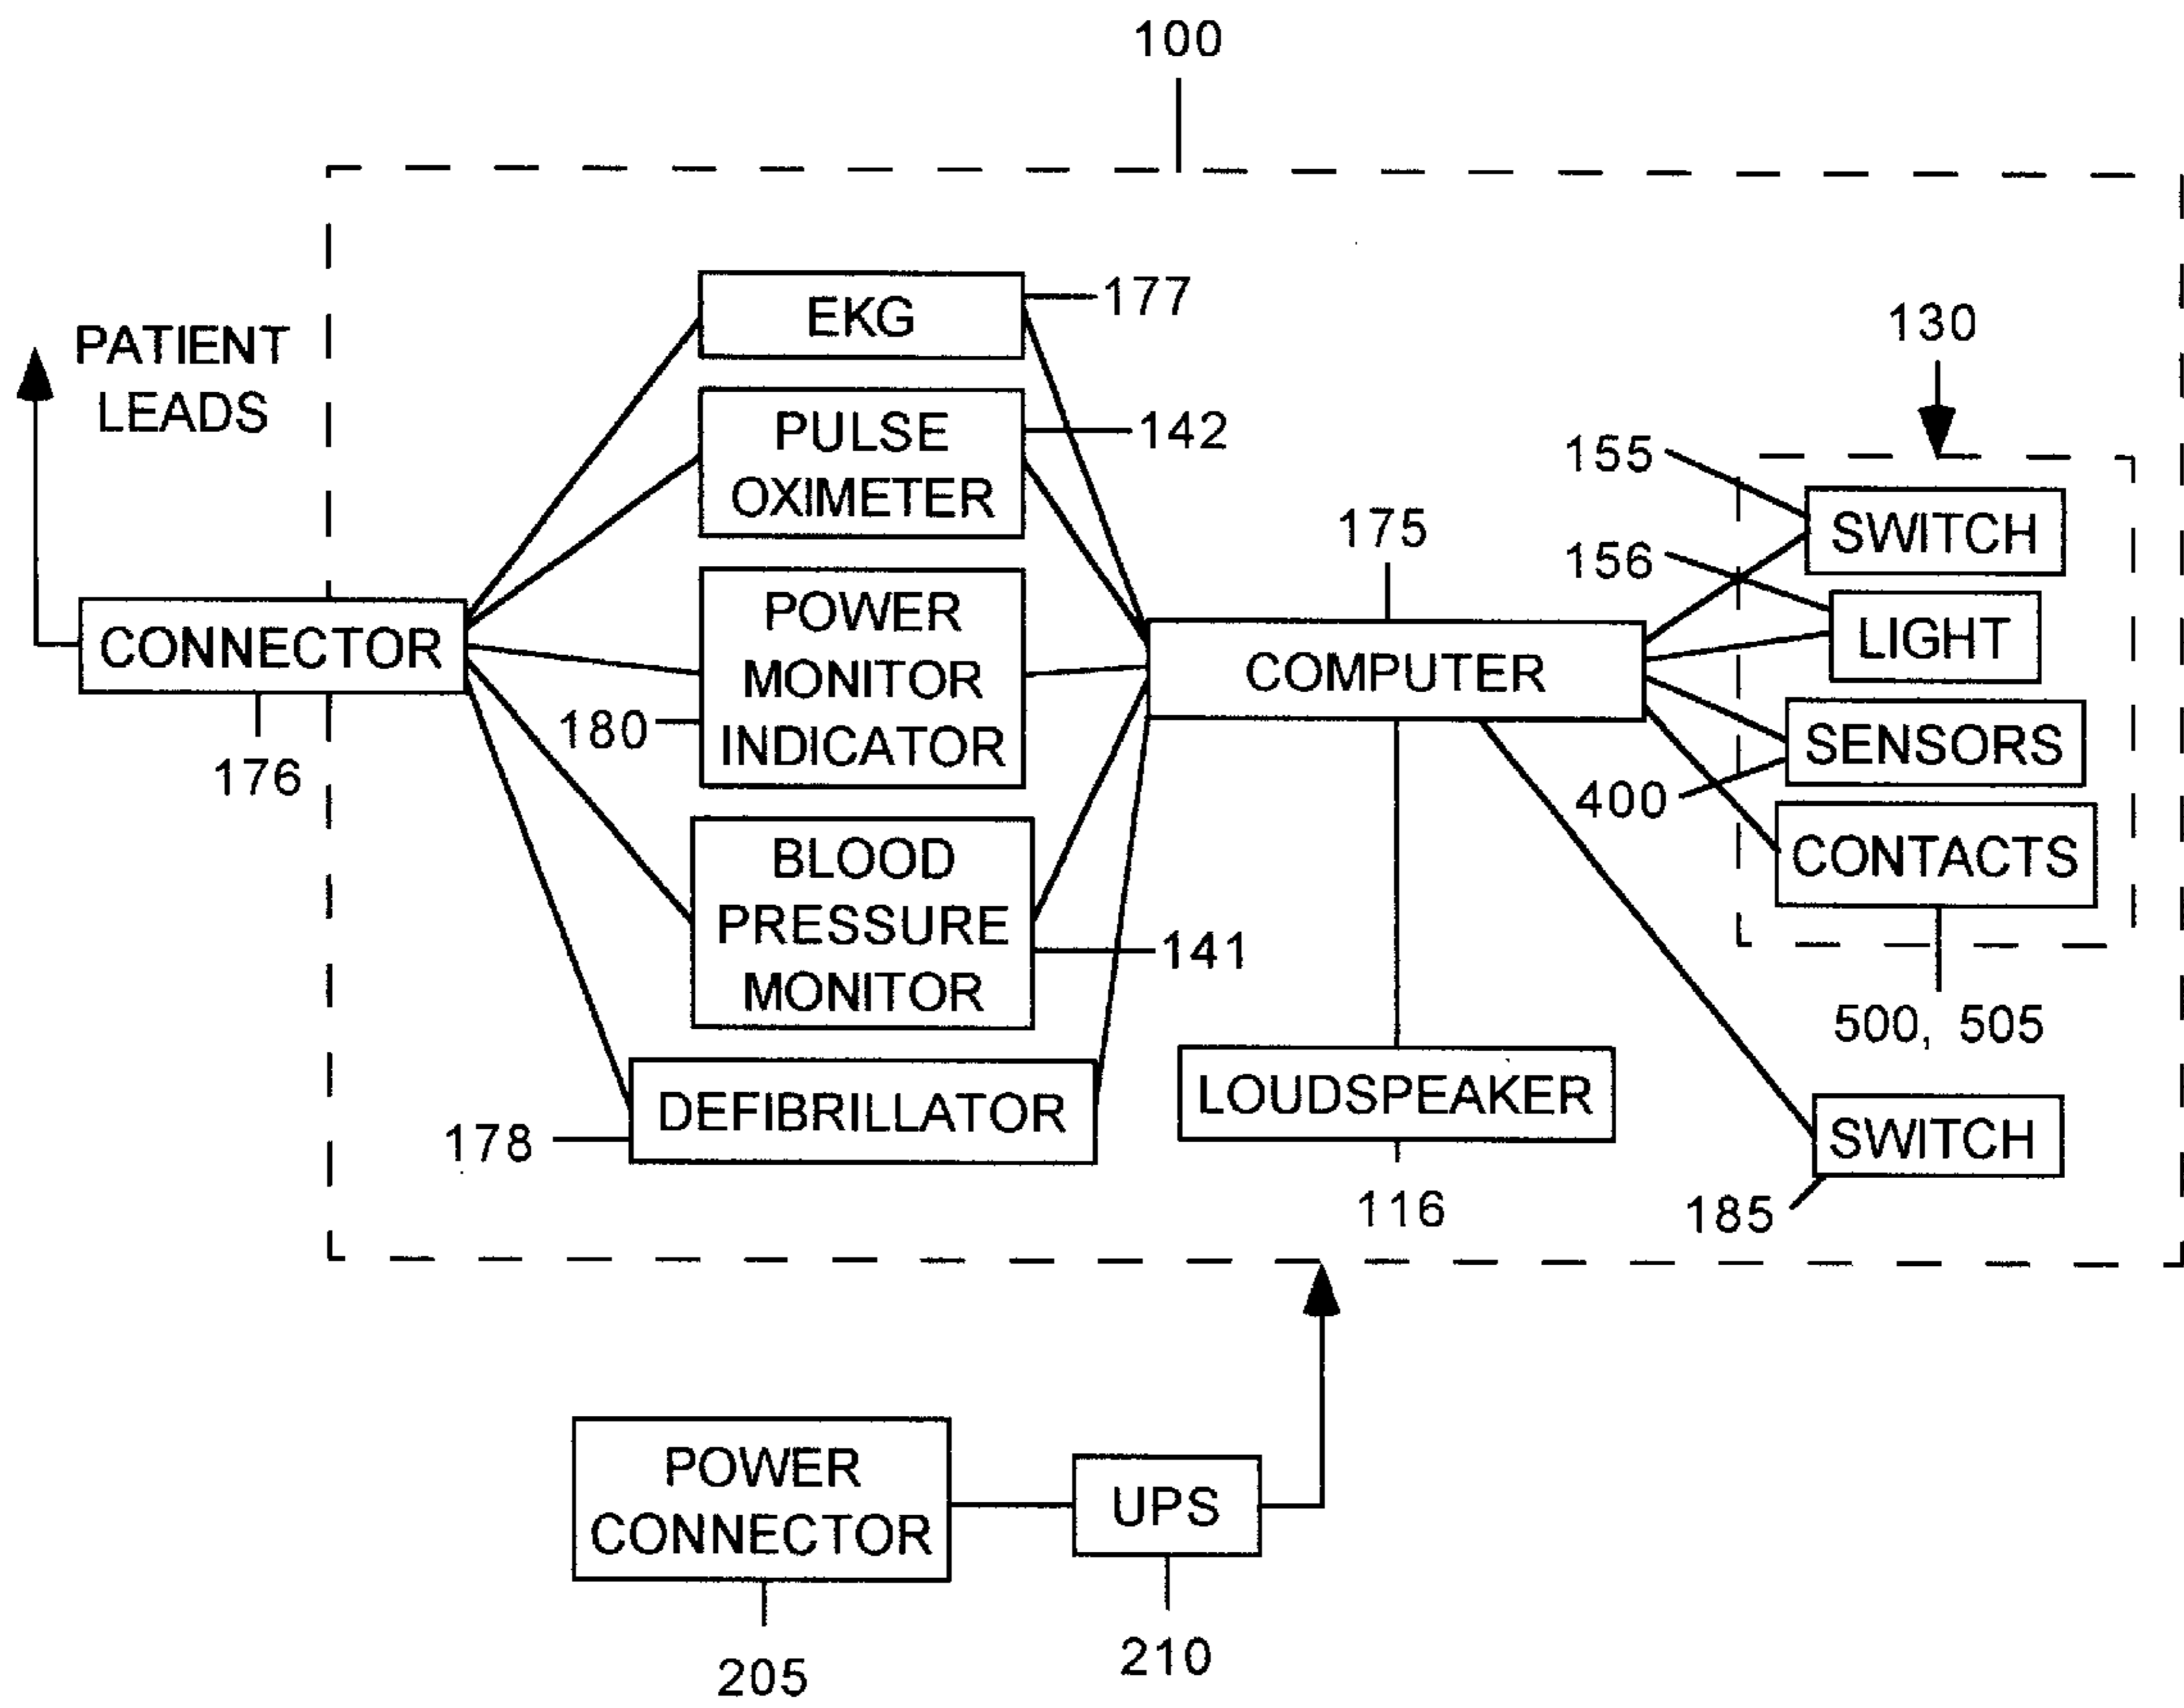 100
EKG
177
PATIENT
LEADS
130
PULSE
OXIMETER
142
155
SWITCH
175
156
LIGHT
CONNECTOR
176
POWER
MONITOR
INDICATOR
180
COMPUTER
SENSORS
400
CONTACTS
500, 505
BLOOD
PRESSURE
MONITOR
141
LOUDSPEAKER
116
DEFIBRILLATOR
178
SWITCH
185
POWER
CONNECTOR
205
UPS
210